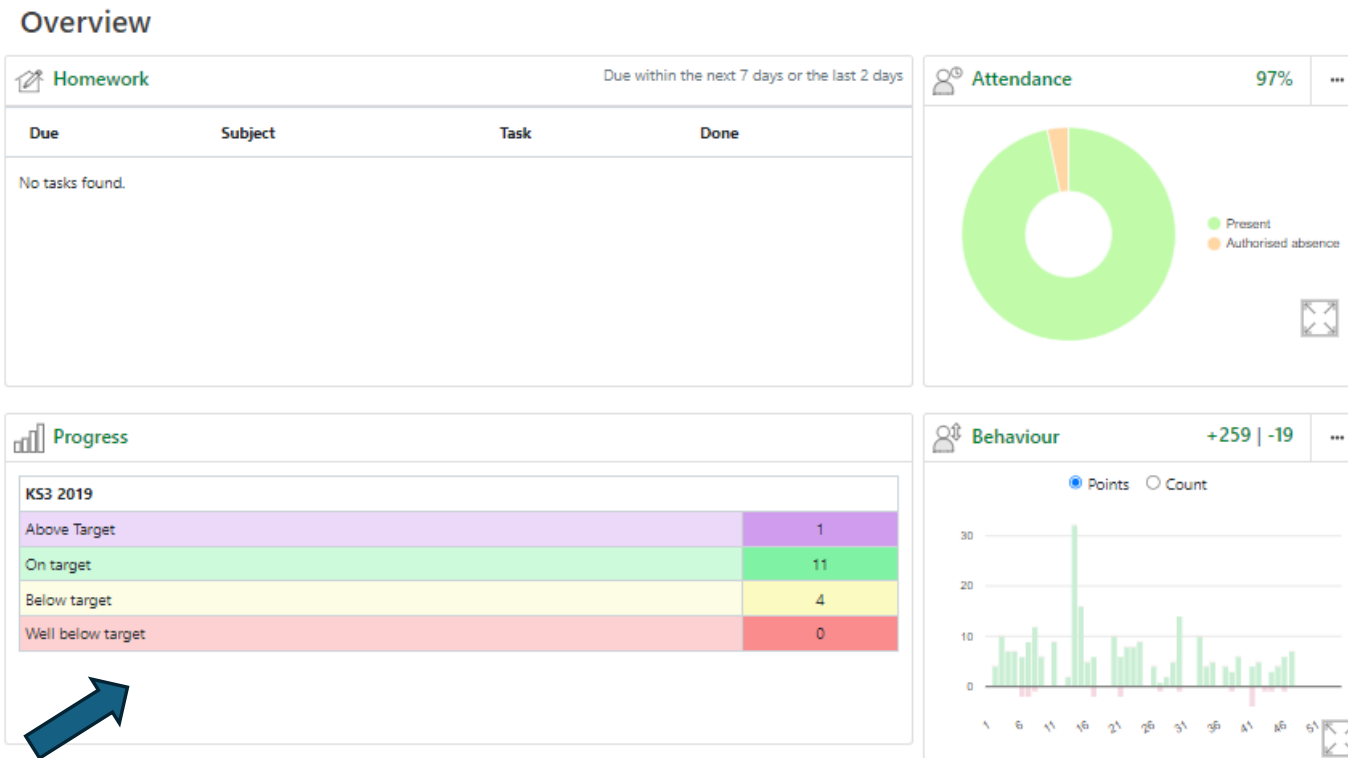 Overview
Homework
Due within the next 7 days or the last 2 days
Due Subject Task Done
No tasks found.
Attendance 97%
Present
Authorised absence
Progress
KS3 2019
Above Target 1
On target 11
Below target 4
Well below target 0
Behaviour +259 | -19
Points Count
30
20
10
0
1 6 11 16 21 26 31 36 41 46 51